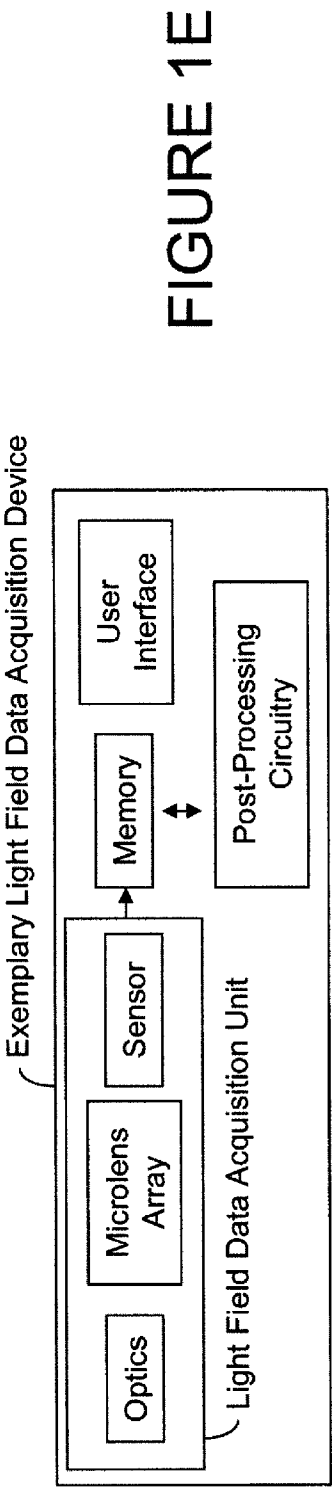 Exemplary Light Field Data Acquisition Device
Optics
Microlens
Array
Sensor
Memory
User
Interface
Post-Processing
Circuitry
Light Field Data Acquisition Unit
FIGURE 1E